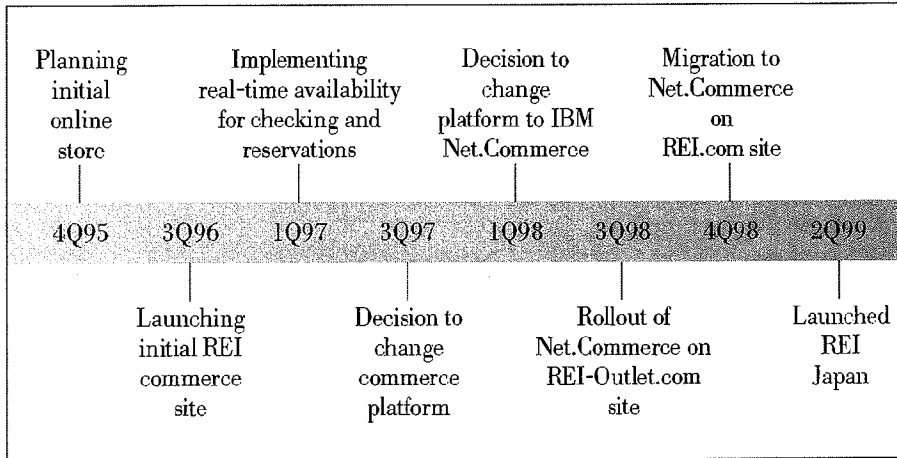 Planning
initial
online
store
Implementing
real-time availability
for checking and
reservations
Decision to
change
platform to IBM
Net.Commerce
Migration to
Net.Commerce
on
REI.com site
4Q95 3Q96 1Q97 3Q97 1Q98 3Q98 4Q98 2Q99
Launching
initial REI
commerce
site
Decision to
change
commerce
platform
Rollout of
Net.Commerce on
REI-Outlet.com
site
Launched
REI
Japan